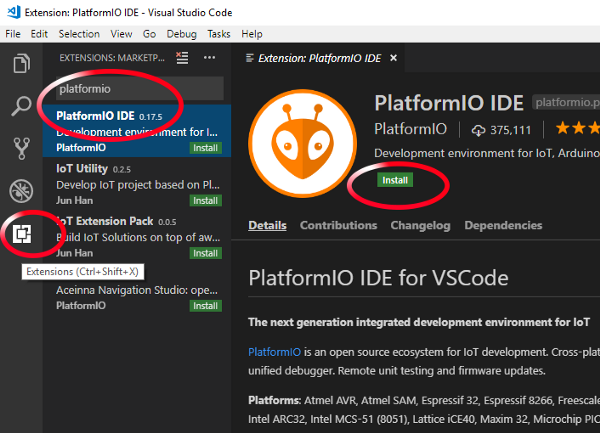 Extension: PlatformIO IDE - Visual Studio Code
File Edit Selection View Go Debug Tasks Help
EXTENSIONS: MARKETP...
platformio
PlatformIO IDE 0.17.5
Development environment for I...
PlatformIO Install
IoT Utility 0.2.5
Develop IoT project based on Pl...
Jun Han Install
IoT Extension Pack 0.0.5
Build IoT Solutions on top of aw...
Jun Han Install
Extensions (Ctrl+Shift+X)
Aceinna Navigation Studio: ope...
PlatformIO Install
Extension: PlatformIO IDE
PlatformIO IDE platformio.p
PlatformIO 375,111
Development environment for IoT, Arduino
Install
Details Contributions Changelog Dependencies
PlatformIO IDE for VSCode
The next generation integrated development environment for IoT
PlatformIO is an open source ecosystem for IoT development. Cross-plat
unified debugger. Remote unit testing and firmware updates.
Platforms: Atmel AVR, Atmel SAM, Espressif 32, Espressif 8266, Freescale
Intel ARC32, Intel MCS-51 (8051), Lattice iCE40, Maxim 32, Microchip PIC